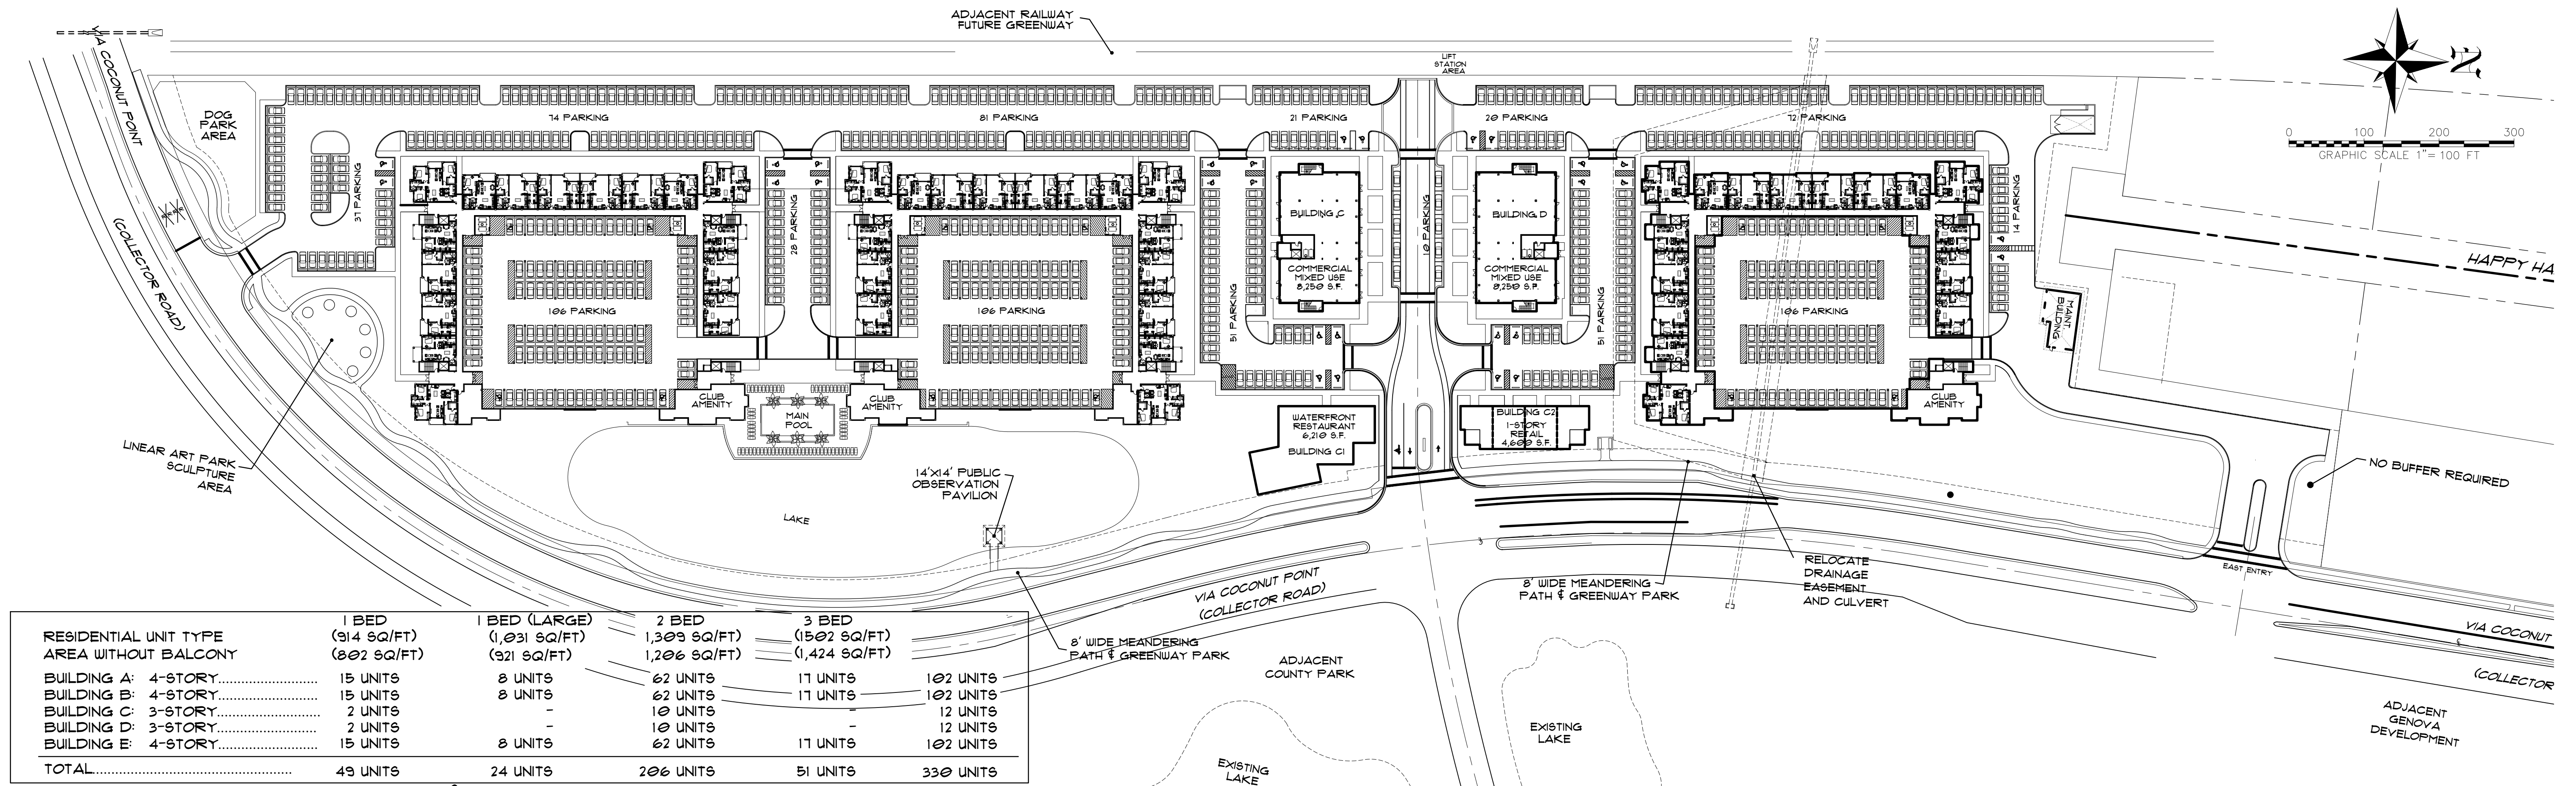 ADJACENT RAILWAY
FUTURE GREENWAY
VIA COCONUT POINT
(COLLECTOR ROAD)
LIFT
STATION
AREA
N
0 100 200 300
GRAPHIC SCALE 1"= 100 FT
DOG
PARK
AREA
74 PARKING
81 PARKING
21 PARKING
20 PARKING
72 PARKING
37 PARKING
28 PARKING
51 PARKING
18 PARKING
51 PARKING
14 PARKING
106 PARKING
106 PARKING
106 PARKING
BUILDING C
COMMERCIAL
MIXED USE
8,250 S.F.
BUILDING D
COMMERCIAL
MIXED USE
8,250 S.F.
HAPPY HA
MAINT
BUILDING
CLUB
AMENITY
MAIN
POOL
CLUB
AMENITY
CLUB
AMENITY
WATERFRONT
RESTAURANT
6,210 S.F.
BUILDING C1
BUILDING C2
1-STORY
RETAIL
4,600 S.F.
LINEAR ART PARK
SCULPTURE
AREA
14'X14' PUBLIC
OBSERVATION
PAVILION
LAKE
NO BUFFER REQUIRED
RELOCATE
DRAINAGE
EASEMENT
AND CULVERT
EAST ENTRY
8' WIDE MEANDERING
PATH & GREENWAY PARK
VIA COCONUT POINT
(COLLECTOR ROAD)
8' WIDE MEANDERING
PATH & GREENWAY PARK
VIA COCONUT
(COLLECTOR
ADJACENT
COUNTY PARK
EXISTING
LAKE
EXISTING
LAKE
ADJACENT
GENOVA
DEVELOPMENT
1 BED 1 BED (LARGE) 2 BED 3 BED
RESIDENTIAL UNIT TYPE (914 SQ/FT) (1,031 SQ/FT) 1,309 SQ/FT) (1502 SQ/FT)
AREA WITHOUT BALCONY (802 SQ/FT) (921 SQ/FT) 1,206 SQ/FT) (1,424 SQ/FT)
BUILDING A: 4-STORY 15 UNITS 8 UNITS 62 UNITS 17 UNITS 102 UNITS
BUILDING B: 4-STORY 15 UNITS 8 UNITS 62 UNITS 17 UNITS 102 UNITS
BUILDING C: 3-STORY 2 UNITS - 10 UNITS - 12 UNITS
BUILDING D: 3-STORY 2 UNITS - 10 UNITS - 12 UNITS
BUILDING E: 4-STORY 15 UNITS 8 UNITS 62 UNITS 17 UNITS 102 UNITS
TOTAL 49 UNITS 24 UNITS 206 UNITS 51 UNITS 330 UNITS